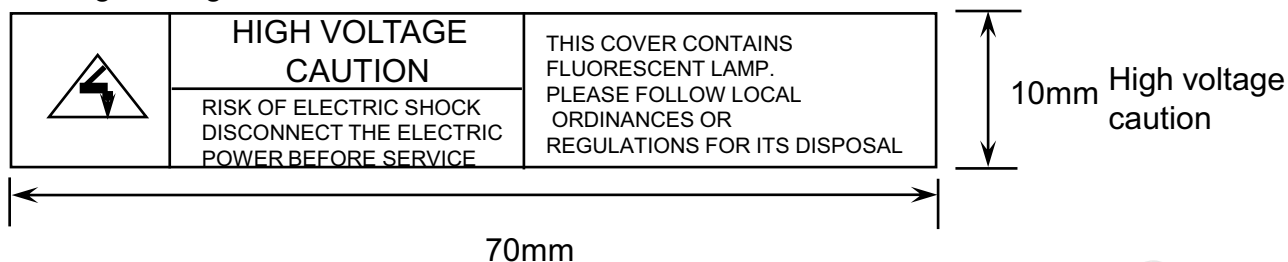 HIGH VOLTAGE
CAUTION
RISK OF ELECTRIC SHOCK
DISCONNECT THE ELECTRIC
POWER BEFORE SERVICE
THIS COVER CONTAINS
FLUORESCENT LAMP.
PLEASE FOLLOW LOCAL
ORDINANCES OR
REGULATIONS FOR ITS DISPOSAL
10mm
High voltage
caution
70mm